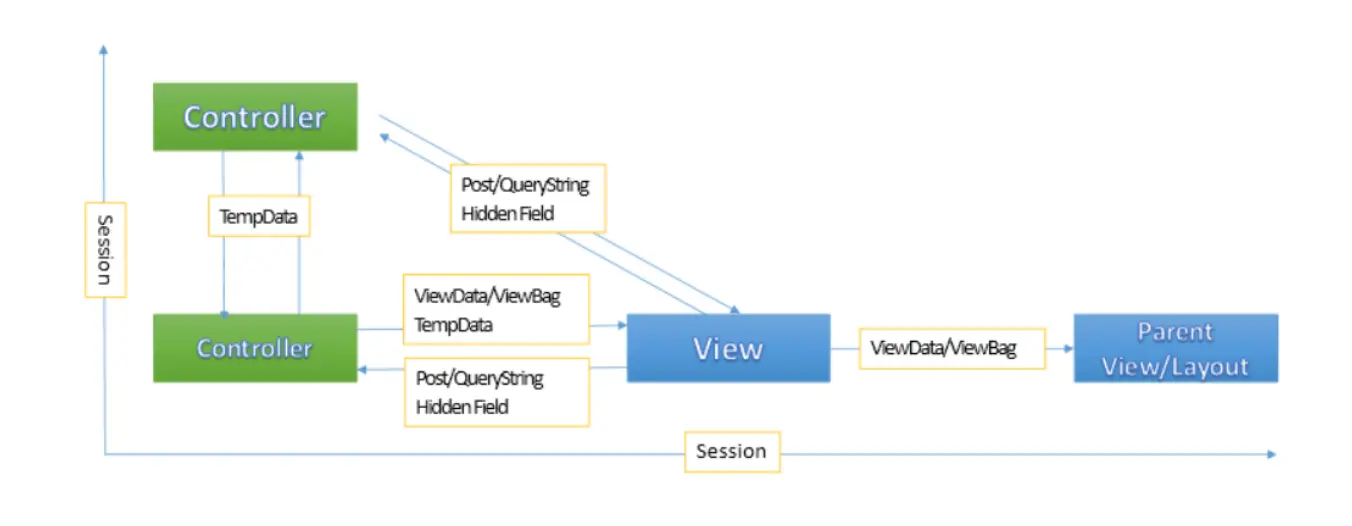 Controller
Post/QueryString
Hidden Field
TempData
Session
ViewData/ViewBag
TempData
Controller
View
ViewData/ViewBag
Parent
View/Layout
Post/QueryString
Hidden Field
Session